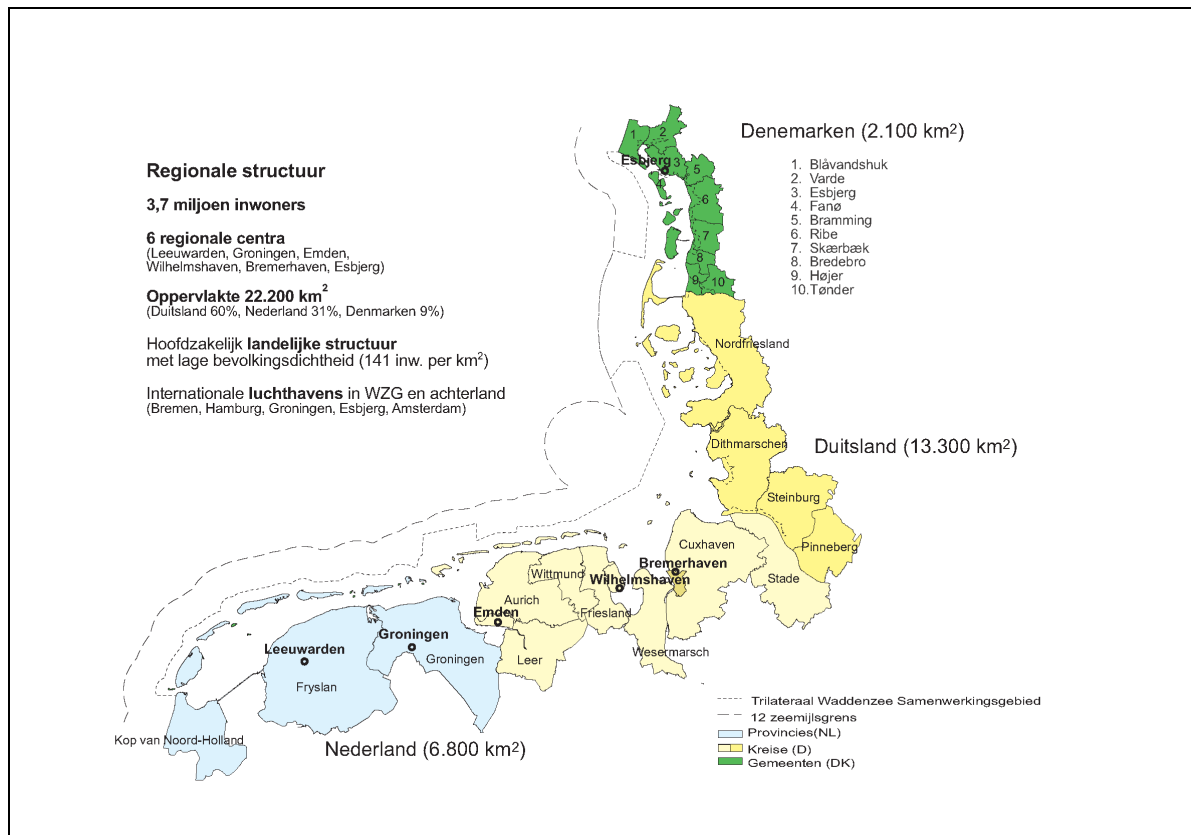 Regionale structuur
3,7 miljoen inwoners
6 regionale centra
(Leeuwarden, Groningen, Emden,
Wilhelmshaven, Bremerhaven, Esbjerg)
Oppervlakte 22.200 km²
(Duitsland 60%, Nederland 31%, Denmarken 9%)
Hoofdzakelijk landelijke structuur
met lage bevolkingsdichtheid (141 inw. per km²)
Internationale luchthavens in WZG en achterland
(Bremen, Hamburg, Groningen, Esbjerg, Amsterdam)
Denemarken (2.100 km²)
1. Blåvandshuk
2. Varde
3. Esbjerg
4. Fanø
5. Bramming
6. Ribe
7. Skærbæk
8. Bredebro
9. Højer
10. Tønder
1
2
Esbjerg
3
4
5
6
7
8
9
10
Nordfriesland
Dithmarschen
Duitsland (13.300 km²)
Steinburg
Pinneberg
Cuxhaven
Bremerhaven
Stade
Wittmund
Wilhelmshaven
Aurich
Emden
Friesland
Leer
Wesermarsch
Groningen
Groningen
Leeuwarden
Fryslan
Kop van Noord-Holland
Nederland (6.800 km²)
Trilateraal Waddenzee Samenwerkingsgebied
12 zeemijlsgrens
Provincies(NL)
Kreise (D)
Gemeenten (DK)